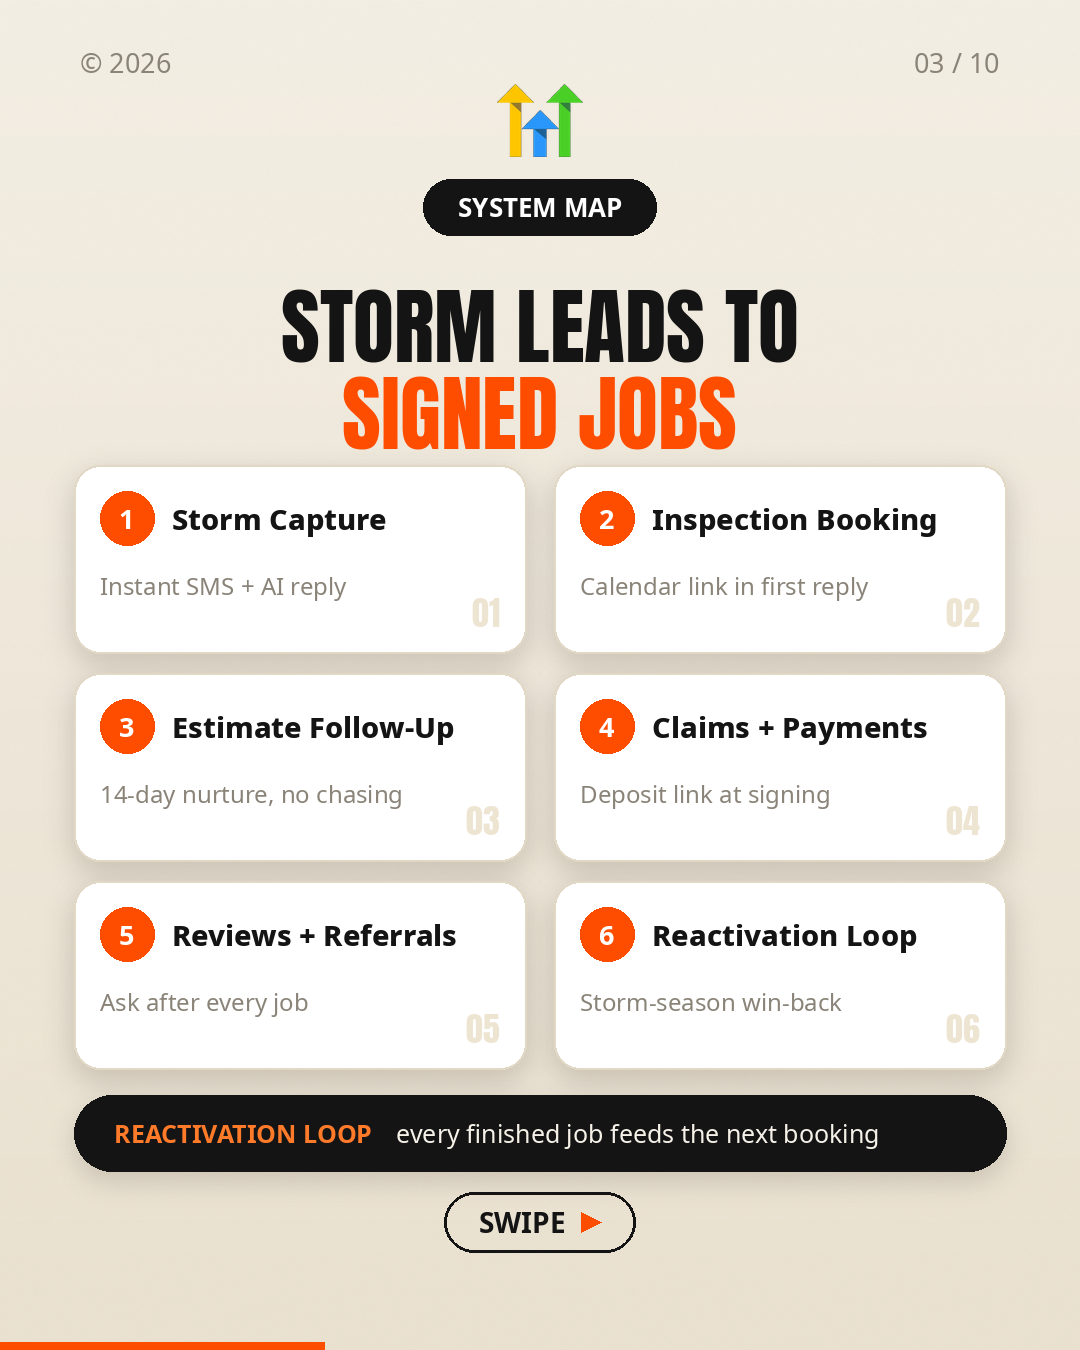 © 2026
03 / 10
SYSTEM MAP
STORM LEADS TO
SIGNED JOBS
1 Storm Capture
Instant SMS + AI reply
01
2 Inspection Booking
Calendar link in first reply
02
3 Estimate Follow-Up
14-day nurture, no chasing
03
4 Claims + Payments
Deposit link at signing
04
5 Reviews + Referrals
Ask after every job
05
6 Reactivation Loop
Storm-season win-back
06
REACTIVATION LOOP every finished job feeds the next booking
SWIPE